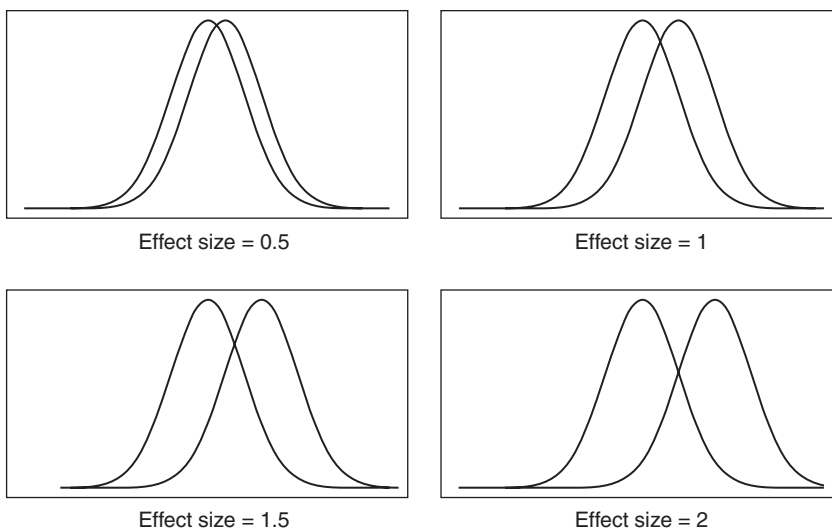 Effect size = 0.5
Effect size = 1
Effect size = 1.5
Effect size = 2